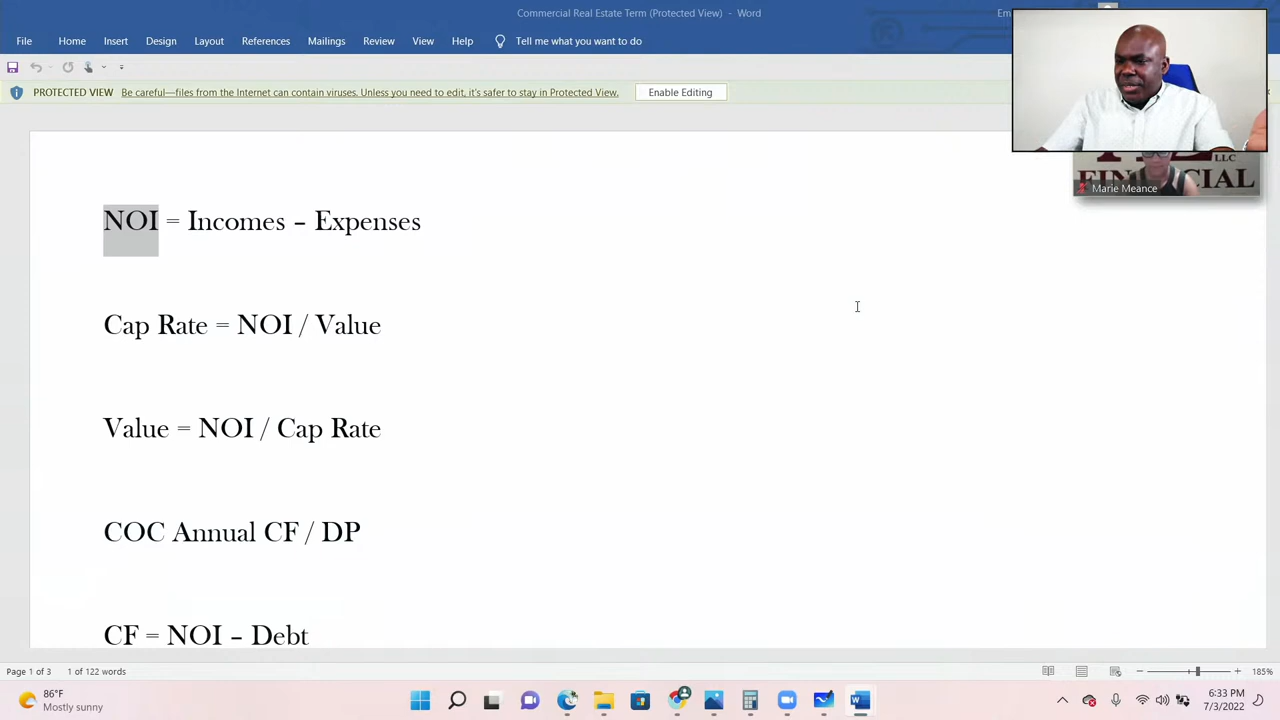 Commercial Real Estate Term (Protected View) - Word
File Home Insert Design Layout References Mailings Review View Help Tell me what you want to do
PROTECTED VIEW Be careful—files from the Internet can contain viruses. Unless you need to edit, it's safer to stay in Protected View. Enable Editing
LLC
Marie Meance
NOI = Incomes – Expenses
Cap Rate = NOI / Value
Value = NOI / Cap Rate
COC Annual CF / DP
CF = NOI – Debt
Page 1 of 3 1 of 122 words 185%
86°F
Mostly sunny
6:33 PM
7/3/2022